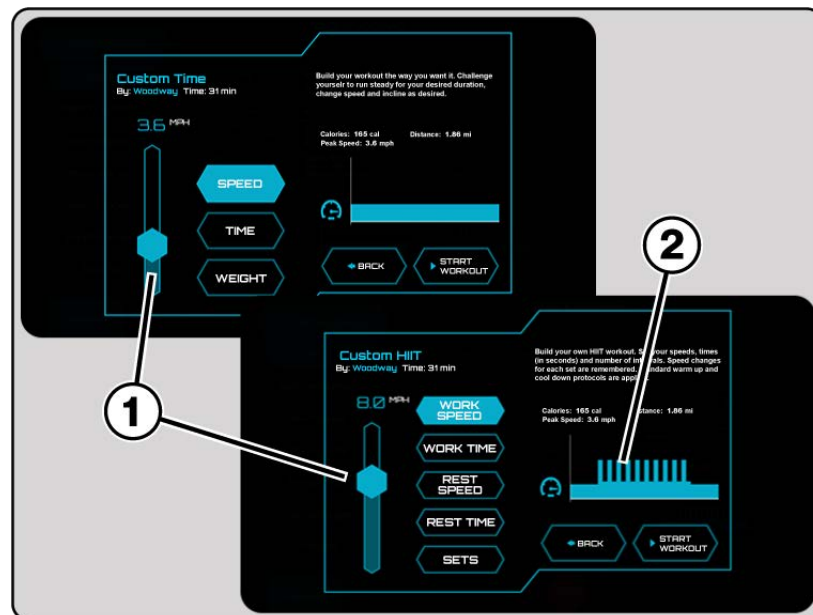 Custom Time
By: Woodway Time: 31 min
3.6 MPH
SPEED
TIME
WEIGHT
Build your workout the way you want it. Challenge
yourself to run steady for your desired duration,
change speed and incline as desired.
Calories: 165 cal Distance: 1.86 mi
Peak Speed: 3.6 mph
BACK
START
WORKOUT
1
2
Custom HIIT
By: Woodway Time: 31 min
8.0 MPH
WORK
SPEED
WORK TIME
REST
SPEED
REST TIME
SETS
Build your own HIIT workout. your speeds, times
(in seconds) and number of Speed changes
for each set are remembered. warm up and
cool down protocols are
Calories: 165 cal 1.86 mi
Peak Speed: 3.6 mph
BACK
START
WORKOUT